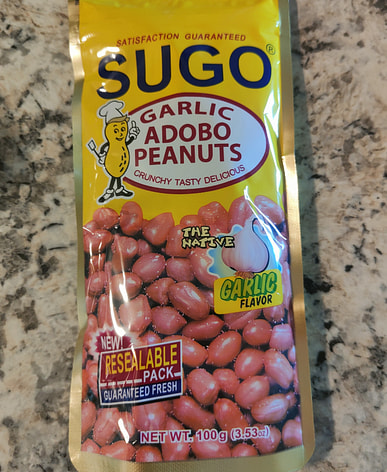 SATISFACTION GUARANTEED
SUGO®
GARLIC
ADOBO
PEANUTS
CRUNCHY TASTY DELICIOUS
THE
NATIVE
GARLIC
FLAVOR
NEW!
RESEALABLE
PACK
GUARANTEED FRESH
NET WT. 100g (3.53oz)